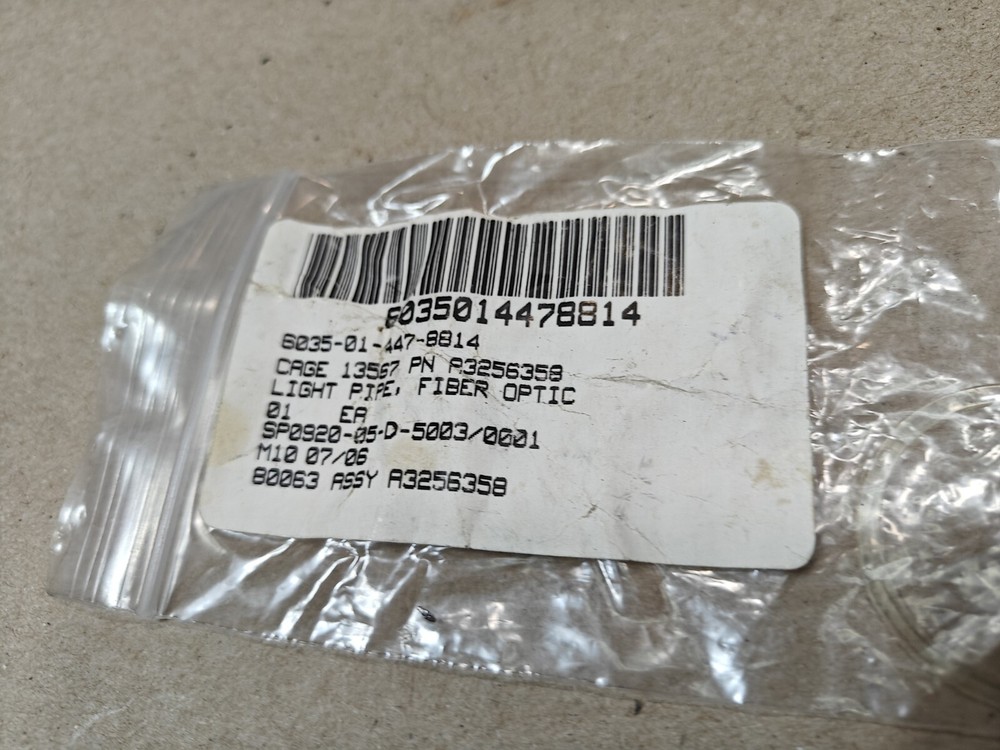 6035014478814
6035-01-447-8814
CAGE 13567 PN A3256358
LIGHT PIPE, FIBER OPTIC
01 EA
SP0920-05-D-5003/0001
M10 07/06
80063 ASSY A3256358